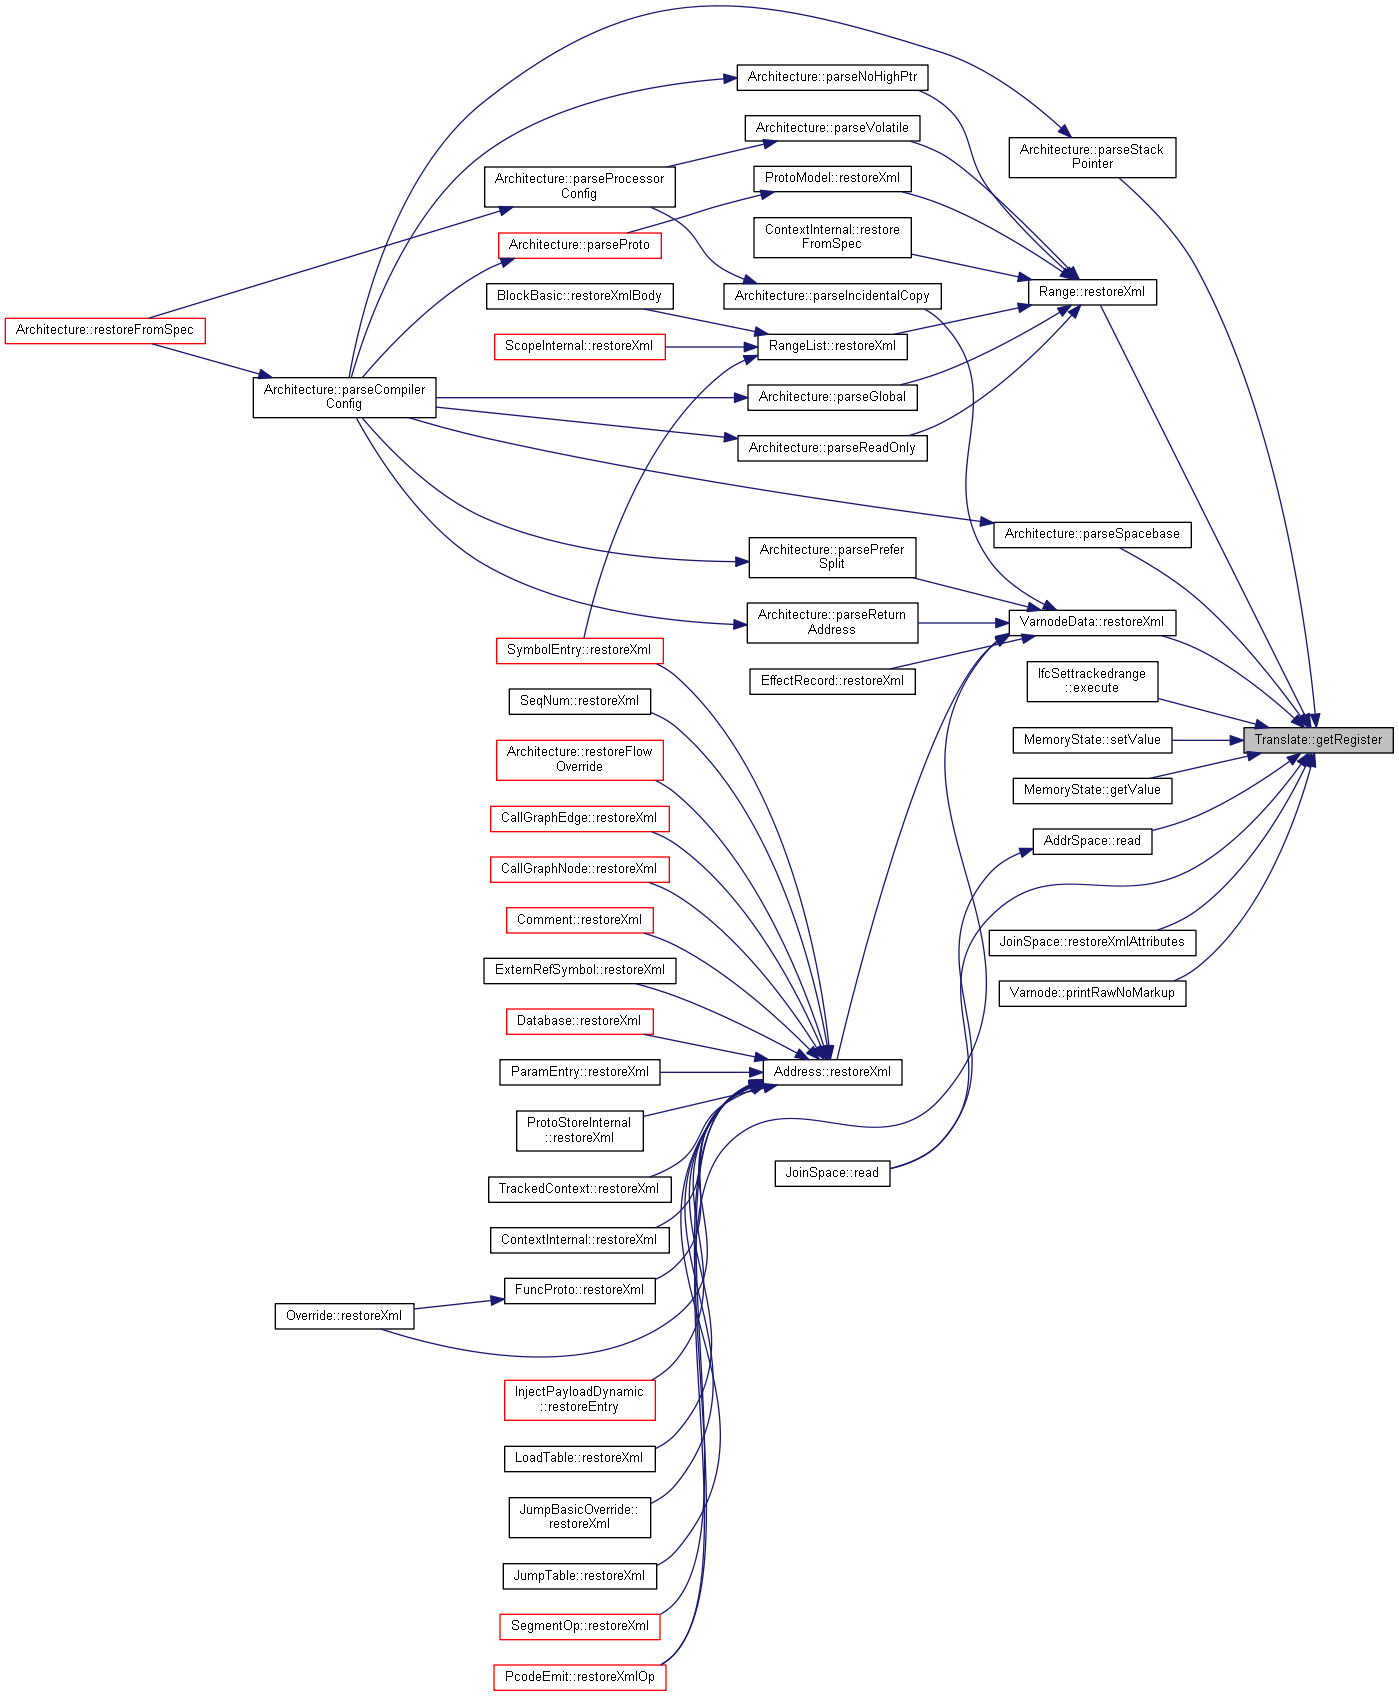 Architecture::parseNoHighPtr
Architecture::parseVolatile
Architecture::parseStack
Pointer
Architecture::parseProcessor
Config
ProtoModel::restoreXml
ContextInternal::restore
FromSpec
Architecture::parseProto
BlockBasic::restoreXmlBody
Architecture::parseIncidentalCopy
Range::restoreXml
Architecture::restoreFromSpec
ScopeInternal::restoreXml
RangeList::restoreXml
Architecture::parseCompiler
Config
Architecture::parseGlobal
Architecture::parseReadOnly
Architecture::parseSpacebase
Architecture::parsePrefer
Split
Architecture::parseReturn
Address
VarnodeData::restoreXml
SymbolEntry::restoreXml
EffectRecord::restoreXml
IfcSettrackedrange
::execute
SeqNum::restoreXml
MemoryState::setValue
Translate::getRegister
Architecture::restoreFlow
Override
MemoryState::getValue
CallGraphEdge::restoreXml
AddrSpace::read
CallGraphNode::restoreXml
Comment::restoreXml
JoinSpace::restoreXmlAttributes
ExternRefSymbol::restoreXml
Varnode::printRawNoMarkup
Database::restoreXml
ParamEntry::restoreXml
Address::restoreXml
ProtoStoreInternal
::restoreXml
JoinSpace::read
TrackedContext::restoreXml
ContextInternal::restoreXml
FuncProto::restoreXml
Override::restoreXml
InjectPayloadDynamic
::restoreEntry
LoadTable::restoreXml
JumpBasicOverride::
restoreXml
JumpTable::restoreXml
SegmentOp::restoreXml
PcodeEmit::restoreXmlOp